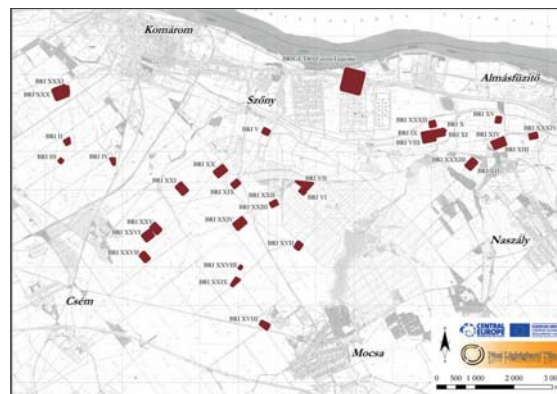 Komárom
Almásfüzitő
BRI XXXI
BRI XXX
Szőny
BRI XXXII
BRI X
BRI XV
BRI V
BRI IX
BRI XI
BRI XIV
BRI XXXIV
BRI II
BRI VIII
BRI XIII
BRI III
BRI IV
BRI XX
BRI XXXIII
BRI XII
BRI XXI
BRI XIX
BRI VII
BRI VI
BRI XXII
BRI XXIII
BRI XXV
BRI XXIV
BRI XXVI
BRI XVII
Naszály
BRI XXVII
BRI XXVIII
BRI XXIX
Csém
BRI XVIII
Mocsa
CENTRAL
EUROPE
0 500 1 000 2 000